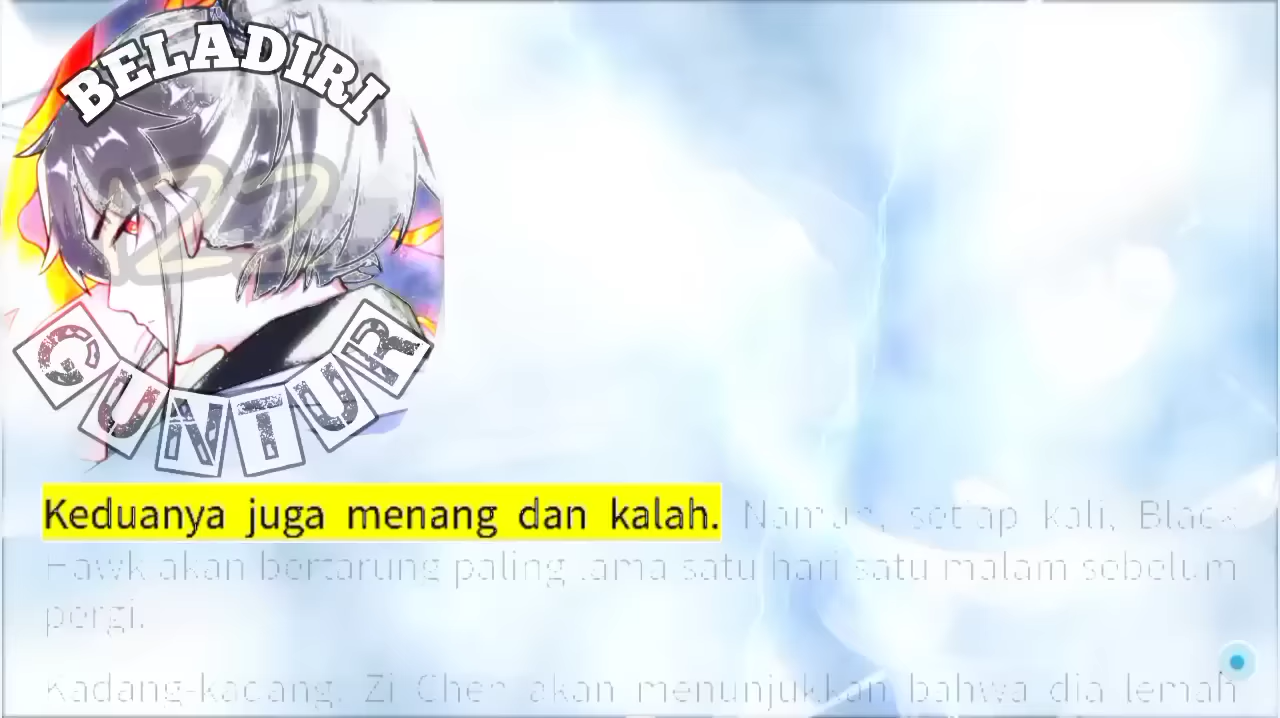 BELADIRI
22
GUNTUR
Keduanya juga menang dan kalah. Namun, setiap kali, Black
Hawk akan bertarung paling lama satu hari satu malam sebelum
pergi.
Kadang-kadang, Zi Chen akan menunjukkan bahwa dia lemah